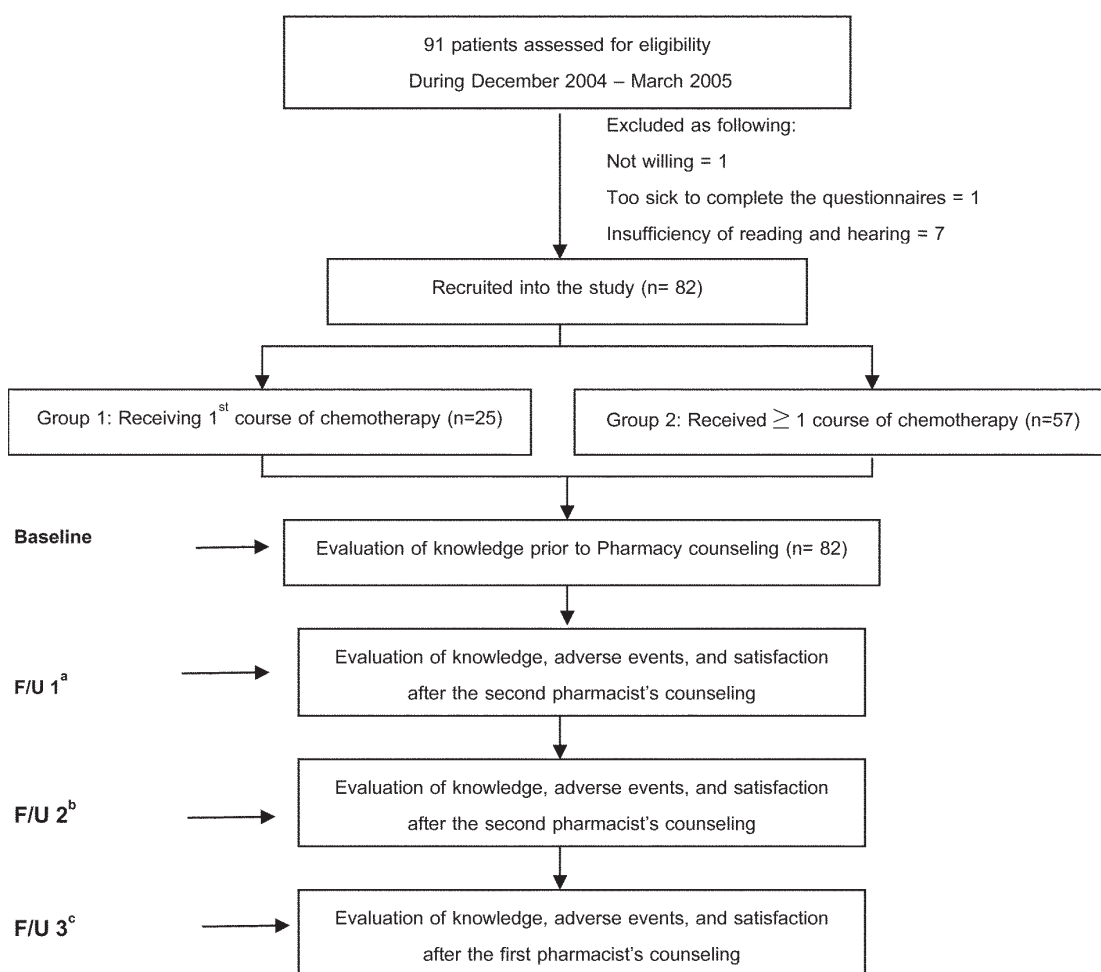 91 patients assessed for eligibility
During December 2004 – March 2005
Excluded as following:
Not willing = 1
Too sick to complete the questionnaires = 1
Insufficiency of reading and hearing = 7
Recruited into the study (n= 82)
Group 1: Receiving 1st course of chemotherapy (n=25)
Group 2: Received ≥ 1 course of chemotherapy (n=57)
Baseline
Evaluation of knowledge prior to Pharmacy counseling (n= 82)
F/U 1a
Evaluation of knowledge, adverse events, and satisfaction
after the second pharmacist's counseling
F/U 2b
Evaluation of knowledge, adverse events, and satisfaction
after the second pharmacist's counseling
F/U 3c
Evaluation of knowledge, adverse events, and satisfaction
after the first pharmacist's counseling